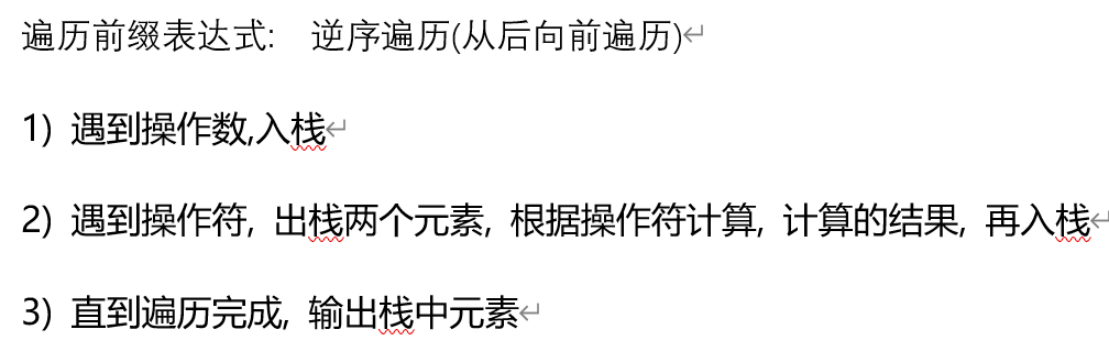 遍历前缀表达式:  逆序遍历(从后向前遍历)↵
1) 遇到操作数,入栈↵
2) 遇到操作符, 出栈两个元素, 根据操作符计算, 计算的结果, 再入栈↵
3) 直到遍历完成, 输出栈中元素↵